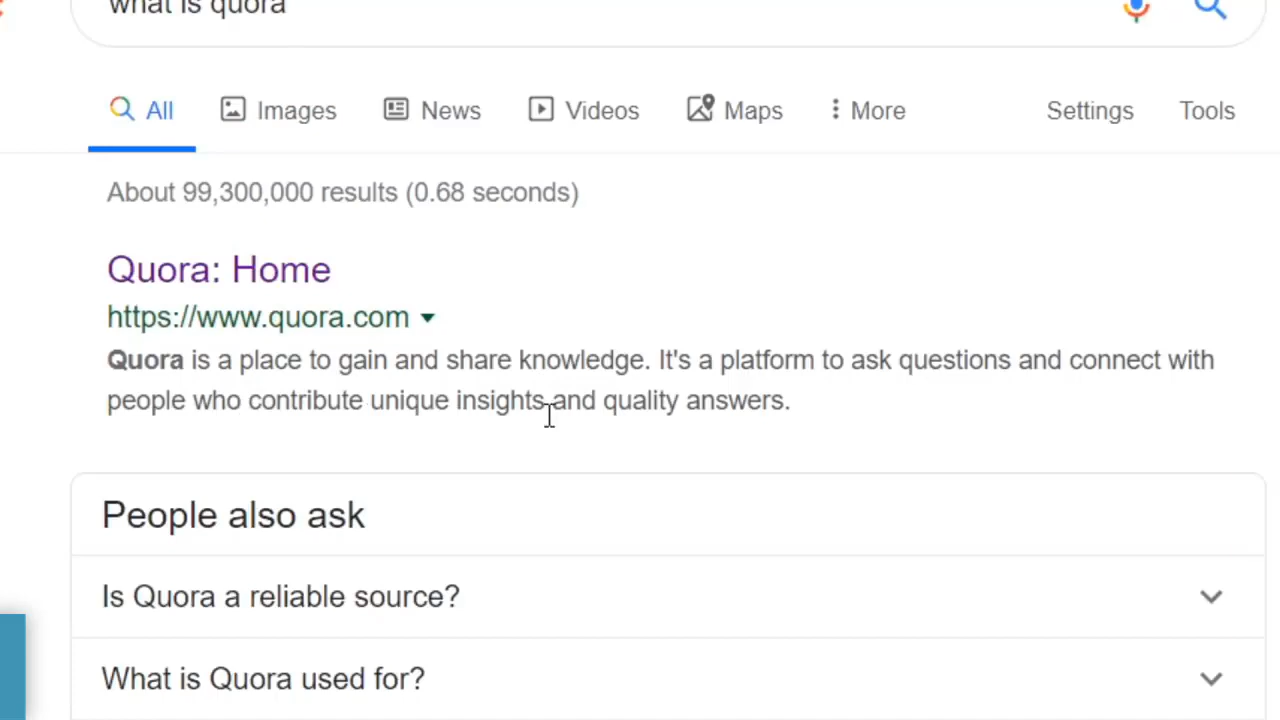 what is quora
All Images News Videos Maps More Settings Tools
About 99,300,000 results (0.68 seconds)
Quora: Home
https://www.quora.com
Quora is a place to gain and share knowledge. It's a platform to ask questions and connect with
people who contribute unique insights and quality answers.
People also ask
Is Quora a reliable source?
What is Quora used for?